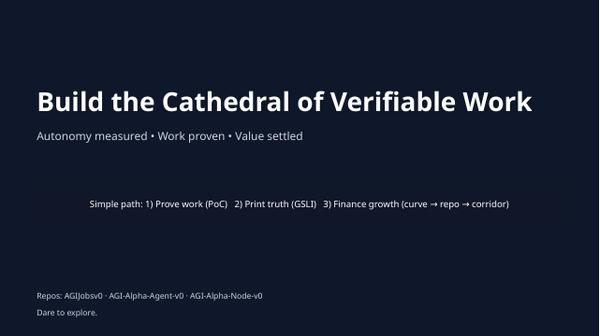 Build the Cathedral of Verifiable Work
Autonomy measured • Work proven • Value settled
Simple path: 1) Prove work (PoC) 2) Print truth (GSLI) 3) Finance growth (curve → repo → corridor)
Repos: AGIJobsv0 · AGI-Alpha-Agent-v0 · AGI-Alpha-Node-v0
Dare to explore.